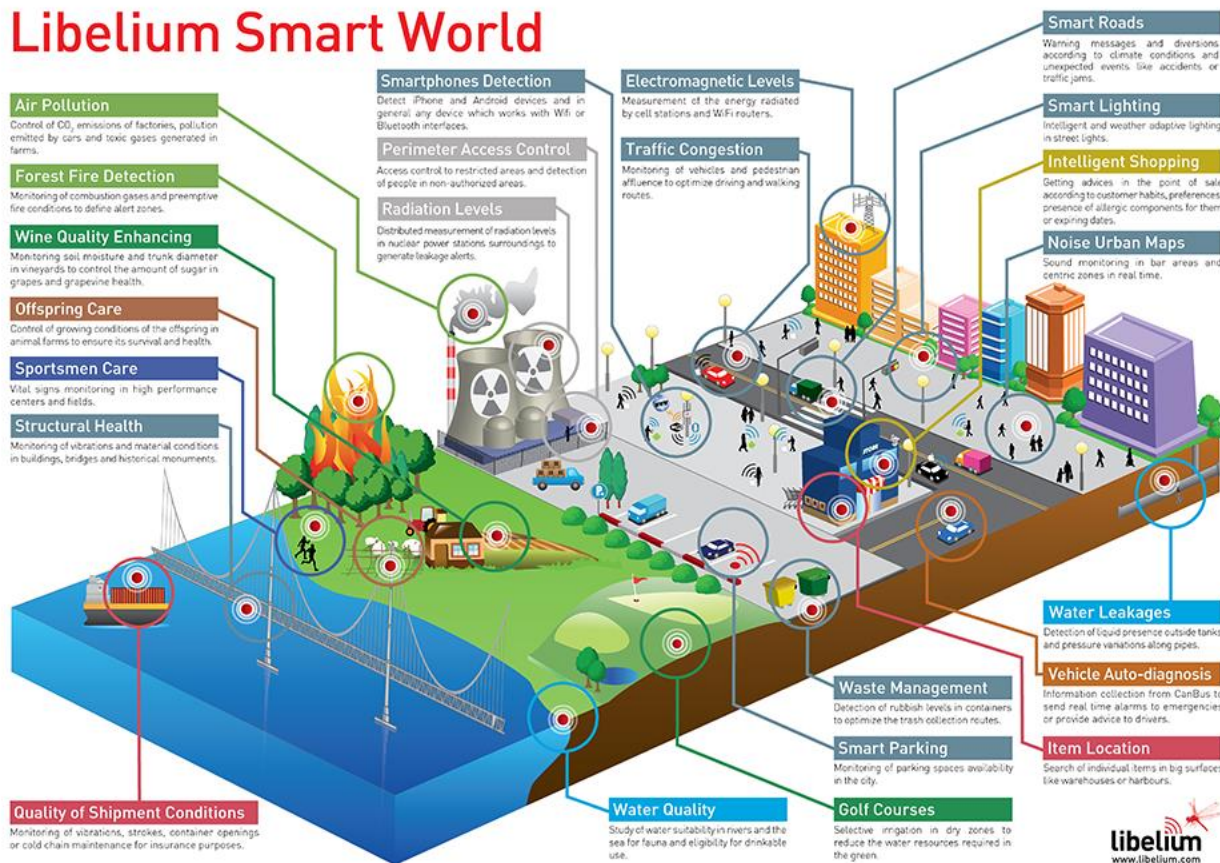 Libelium Smart World
Air Pollution
Control of CO2 emissions of factories, pollution
emitted by cars and toxic gases generated in
farms.
Forest Fire Detection
Monitoring of combustion gases and preemptive
fire conditions to define alert zones.
Wine Quality Enhancing
Monitoring soil moisture and trunk diameter
in vineyards to control the amount of sugar in
grapes and grapevine health.
Offspring Care
Control of growing conditions of the offspring in
animal farms to ensure its survival and health.
Sportsmen Care
Vital signs monitoring in high performance
centers and fields.
Structural Health
Monitoring of vibrations and material conditions
in buildings, bridges and historical monuments.
Quality of Shipment Conditions
Monitoring of vibrations, strokes, container openings
or cold chain maintenance for insurance purposes.
Smartphones Detection
Detect iPhone and Android devices and in
general any device which works with Wifi or
Bluetooth interfaces.
Perimeter Access Control
Access control to restricted areas and detection
of people in non-authorized areas.
Radiation Levels
Distributed measurement of radiation levels
in nuclear power stations surroundings to
generate leakage alerts.
Electromagnetic Levels
Measurement of the energy radiated
by cell stations and WiFi routers.
Traffic Congestion
Monitoring of vehicles and pedestrian
affluence to optimize driving and walking
routes.
Smart Roads
Warning messages and diversions
according to climate conditions and
unexpected events like accidents or
traffic jams.
Smart Lighting
Intelligent and weather adaptive lighting
in street lights.
Intelligent Shopping
Getting advices in the point of sale
according to customer habits, preferences,
presence of allergic components for them
or expiring dates.
Noise Urban Maps
Sound monitoring in bar areas and
centric zones in real time.
P
STORE
Water Leakages
Detection of liquid presence outside tanks
and pressure variations along pipes.
Vehicle Auto-diagnosis
Information collection from CanBus to
send real time alarms to emergencies
or provide advice to drivers.
Item Location
Search of individual items in big surfaces
like warehouses or harbours.
Waste Management
Detection of rubbish levels in containers
to optimize the trash collection routes.
Smart Parking
Monitoring of parking spaces availability
in the city.
Golf Courses
Selective irrigation in dry zones to
reduce the water resources required in
the green.
Water Quality
Study of water suitability in rivers and the
sea for fauna and eligibility for drinkable
use.
libelium
www.libelium.com